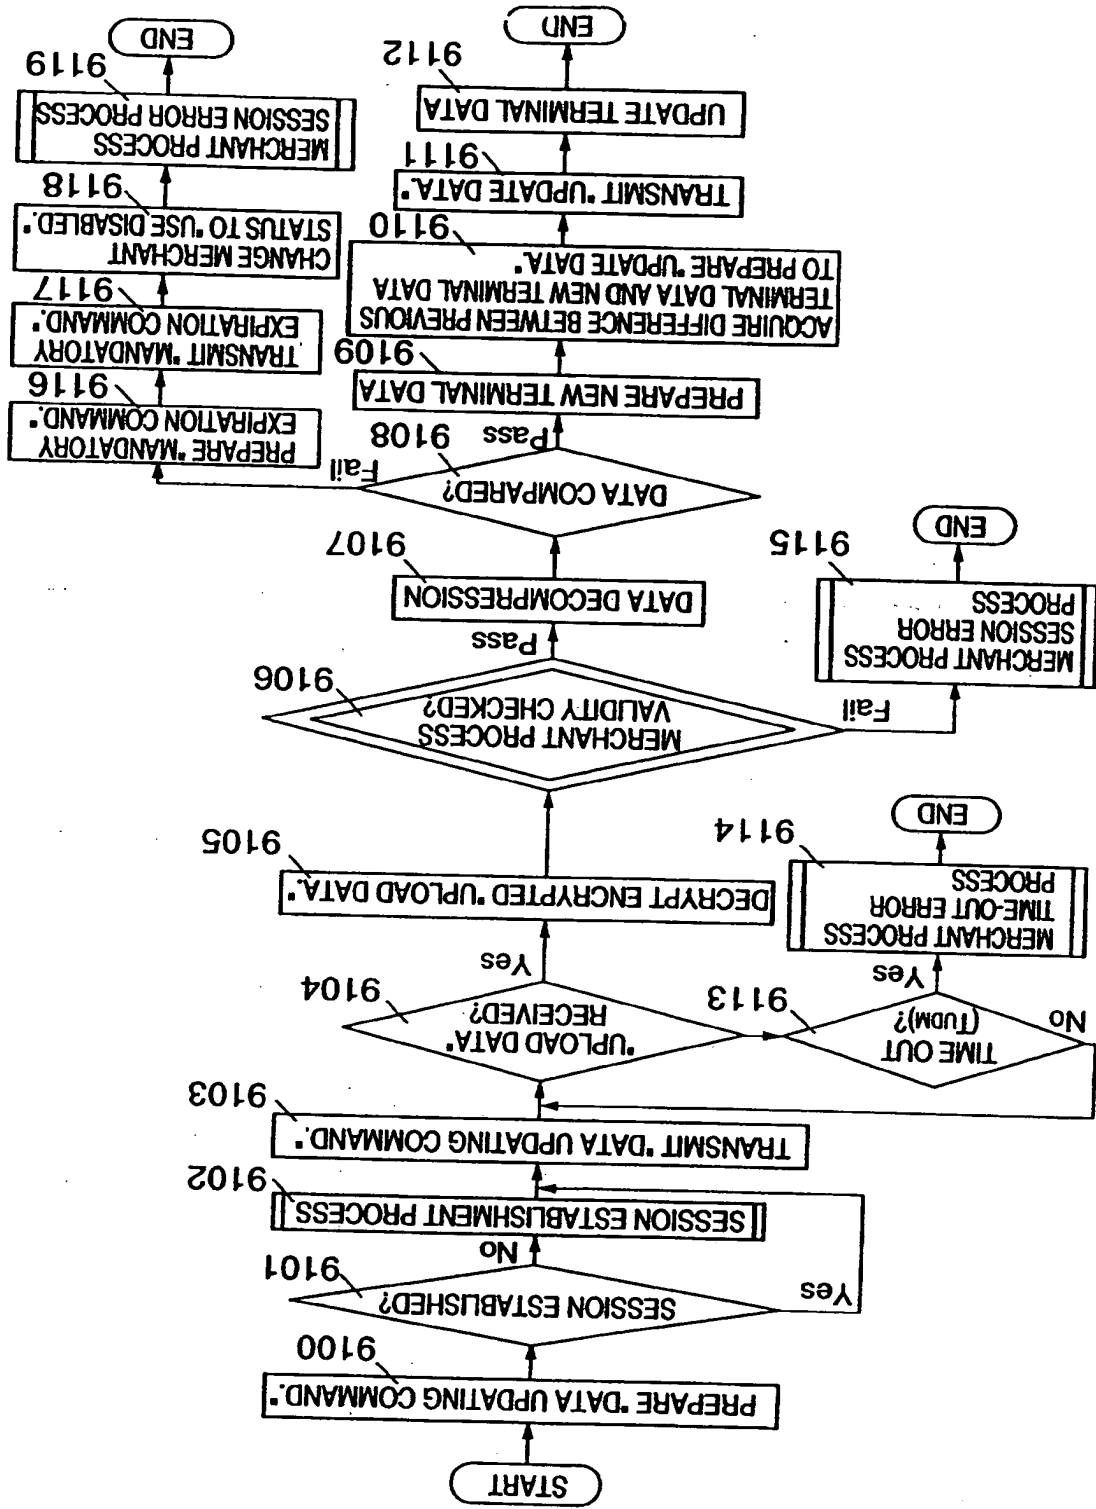 START
PREPARE "DATA UPDATING COMMAND."
9100
SESSION ESTABLISHED?
9101
Yes
No
SESSION ESTABLISHMENT PROCESS
9102
TRANSMIT "DATA UPDATING COMMAND."
9103
"UPLOAD DATA"
RECEIVED?
9104
Yes
TIME OUT
(TUDM)?
9113
No
Yes
MERCHANT PROCESS
TIME-OUT ERROR
PROCESS
9114
END
DECRYPT ENCRYPTED "UPLOAD DATA."
9105
MERCHANT PROCESS
VALIDITY CHECKED?
9106
Fail
Pass
MERCHANT PROCESS
SESSION ERROR
PROCESS
9115
END
DATA DECOMPRESSION
9107
DATA COMPARED?
9108
Pass
Fail
PREPARE NEW TERMINAL DATA
9109
ACQUIRE DIFFERENCE BETWEEN PREVIOUS
TERMINAL DATA AND NEW TERMINAL DATA
TO PREPARE "UPDATE DATA."
9110
TRANSMIT "UPDATE DATA."
9111
UPDATE TERMINAL DATA
9112
END
PREPARE "MANDATORY
EXPIRATION COMMAND."
9116
TRANSMIT "MANDATORY
EXPIRATION COMMAND."
9117
CHANGE MERCHANT
STATUS TO "USE DISABLED."
9118
MERCHANT PROCESS
SESSION ERROR PROCESS
9119
END